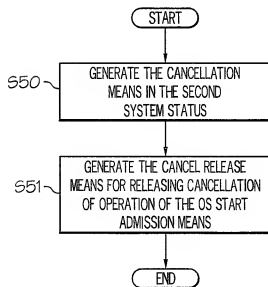 START
S50
GENERATE THE CANCELLATION
MEANS IN THE SECOND
SYSTEM STATUS
S51
GENERATE THE CANCEL RELEASE
MEANS FOR RELEASING CANCELLATION
OF OPERATION OF THE OS START
ADMISSION MEANS
END